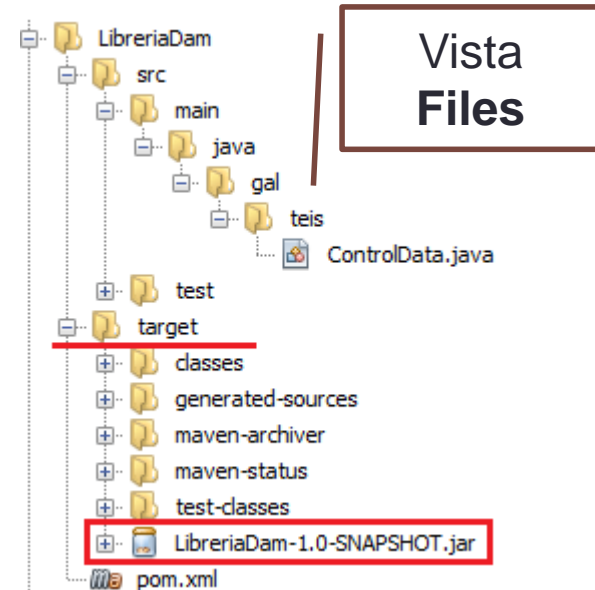 LibreriaDam
src
main
java
gal
teis
ControlData.java
test
target
classes
generated-sources
maven-archiver
maven-status
test-classes
LibreriaDam-1.0-SNAPSHOT.jar
pom.xml
Vista
Files